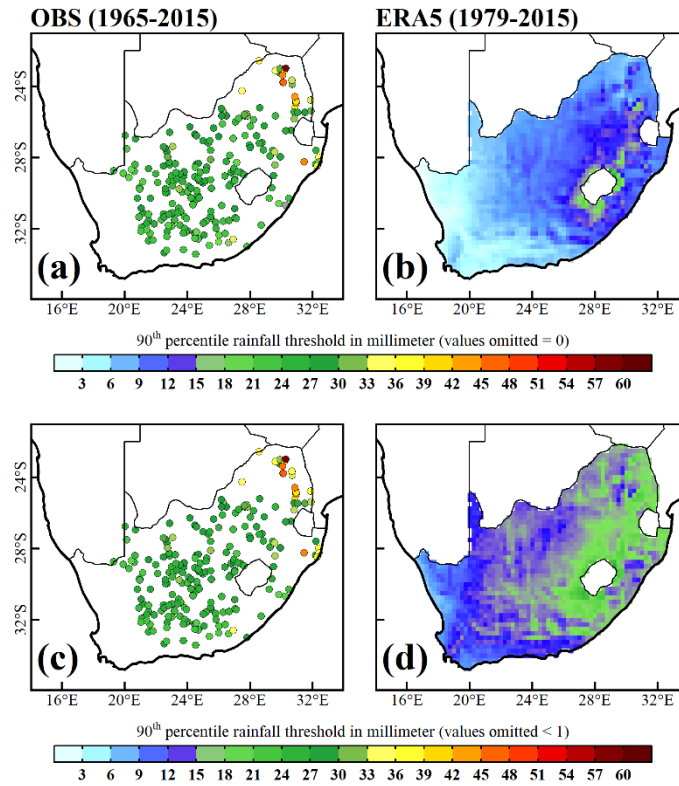 OBS (1965-2015) ERA5 (1979-2015)
24°S
28°S
32°S
(a) (b)
16°E 20°E 24°E 28°E 32°E 16°E 20°E 24°E 28°E 32°E
90th percentile rainfall threshold in millimeter (values omitted = 0)
3 6 9 12 15 18 21 24 27 30 33 36 39 42 45 48 51 54 57 60
24°S
28°S
32°S
(c) (d)
16°E 20°E 24°E 28°E 32°E 16°E 20°E 24°E 28°E 32°E
90th percentile rainfall threshold in millimeter (values omitted < 1)
3 6 9 12 15 18 21 24 27 30 33 36 39 42 45 48 51 54 57 60